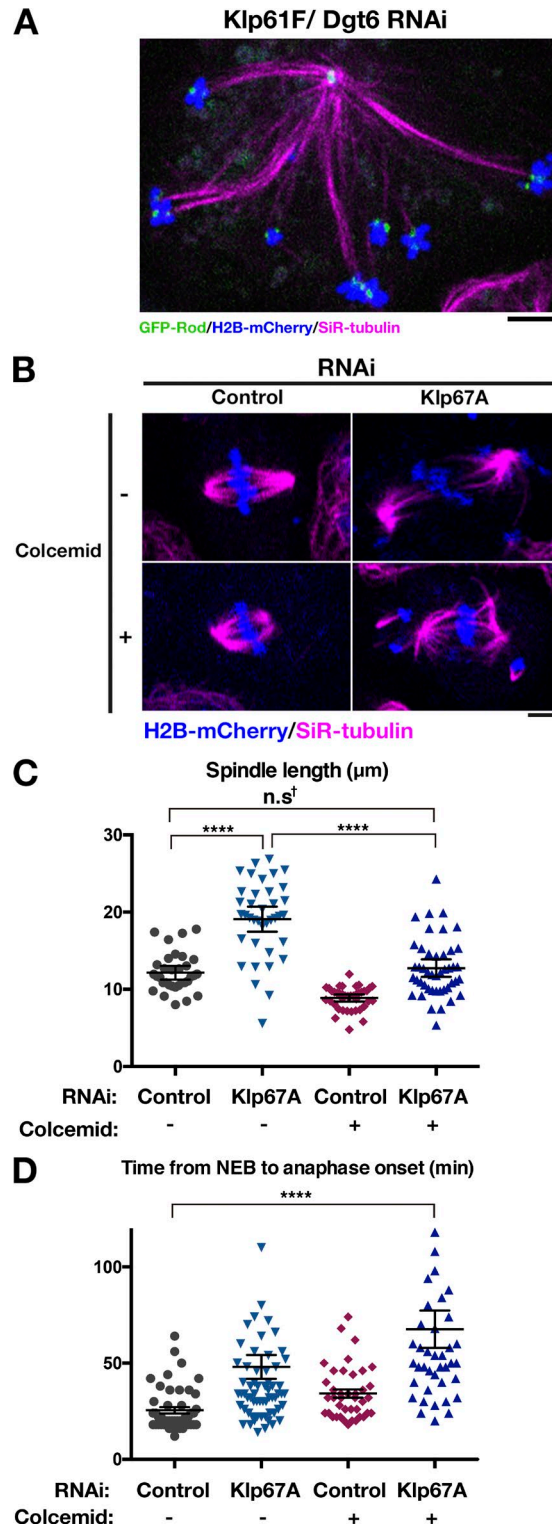 A
Klp61F/ Dgt6 RNAi
GFP-Rod/H2B-mCherry/SiR-tubulin
B
RNAi
Control Klp67A
-
Colcemid
+
H2B-mCherry/SiR-tubulin
C
Spindle length (µm)
n.s†
**** ****
30
20
10
0
RNAi: Control Klp67A Control Klp67A
Colcemid: - - + +
D
Time from NEB to anaphase onset (min)
****
100
50
0
RNAi: Control Klp67A Control Klp67A
Colcemid: - - + +